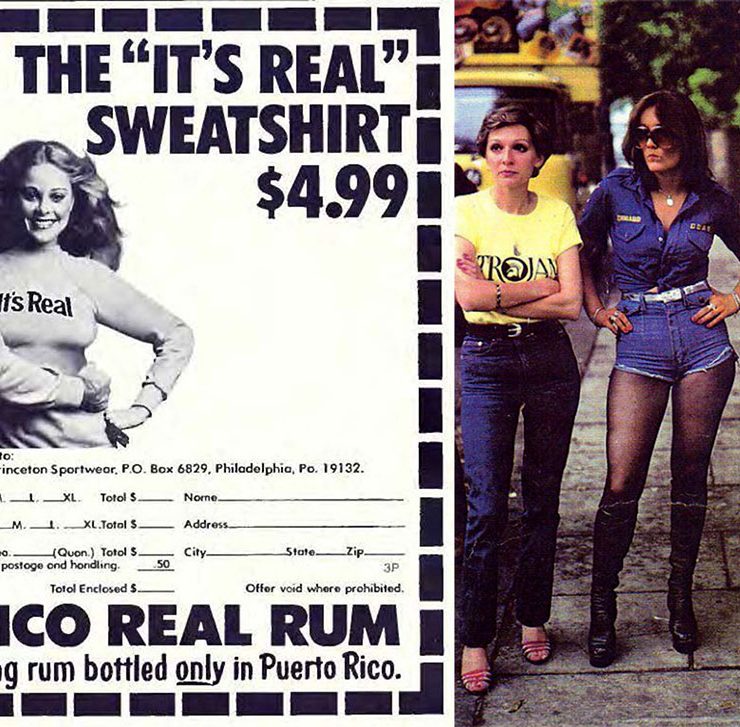 THE “IT’S REAL”
SWEATSHIRT
$4.99
It's Real
to:
rinceton Sportwear, P.O. Box 6829, Philadelphia, Pa. 19132.
L XL Total $ Name
M. L. XL Total $ Address
(Quan.) Total $ City State Zip
postage and handling. .50
3P
Total Enclosed $ Offer void where prohibited.
ICO REAL RUM
g rum bottled only in Puerto Rico.
TROJAN